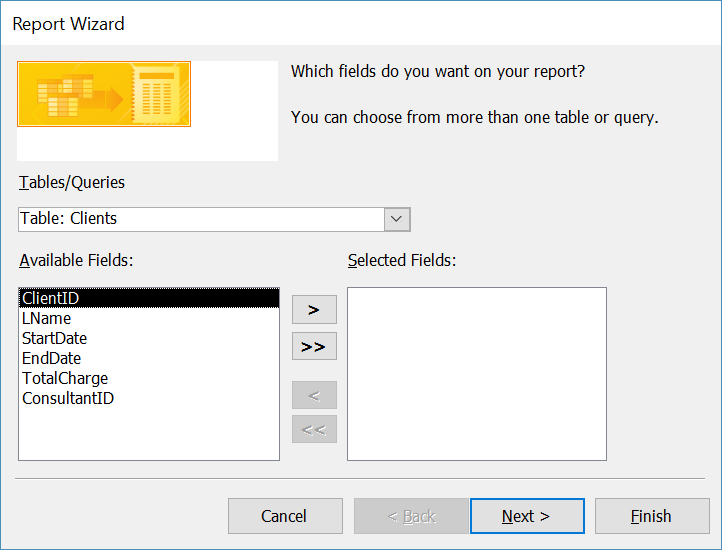 Report Wizard
Which fields do you want on your report?
You can choose from more than one table or query.
Tables/Queries
Table: Clients
Available Fields:
Selected Fields:
ClientID
LName
StartDate
EndDate
TotalCharge
ConsultantID
>
>>
<
<<
Cancel
< Back
Next >
Finish